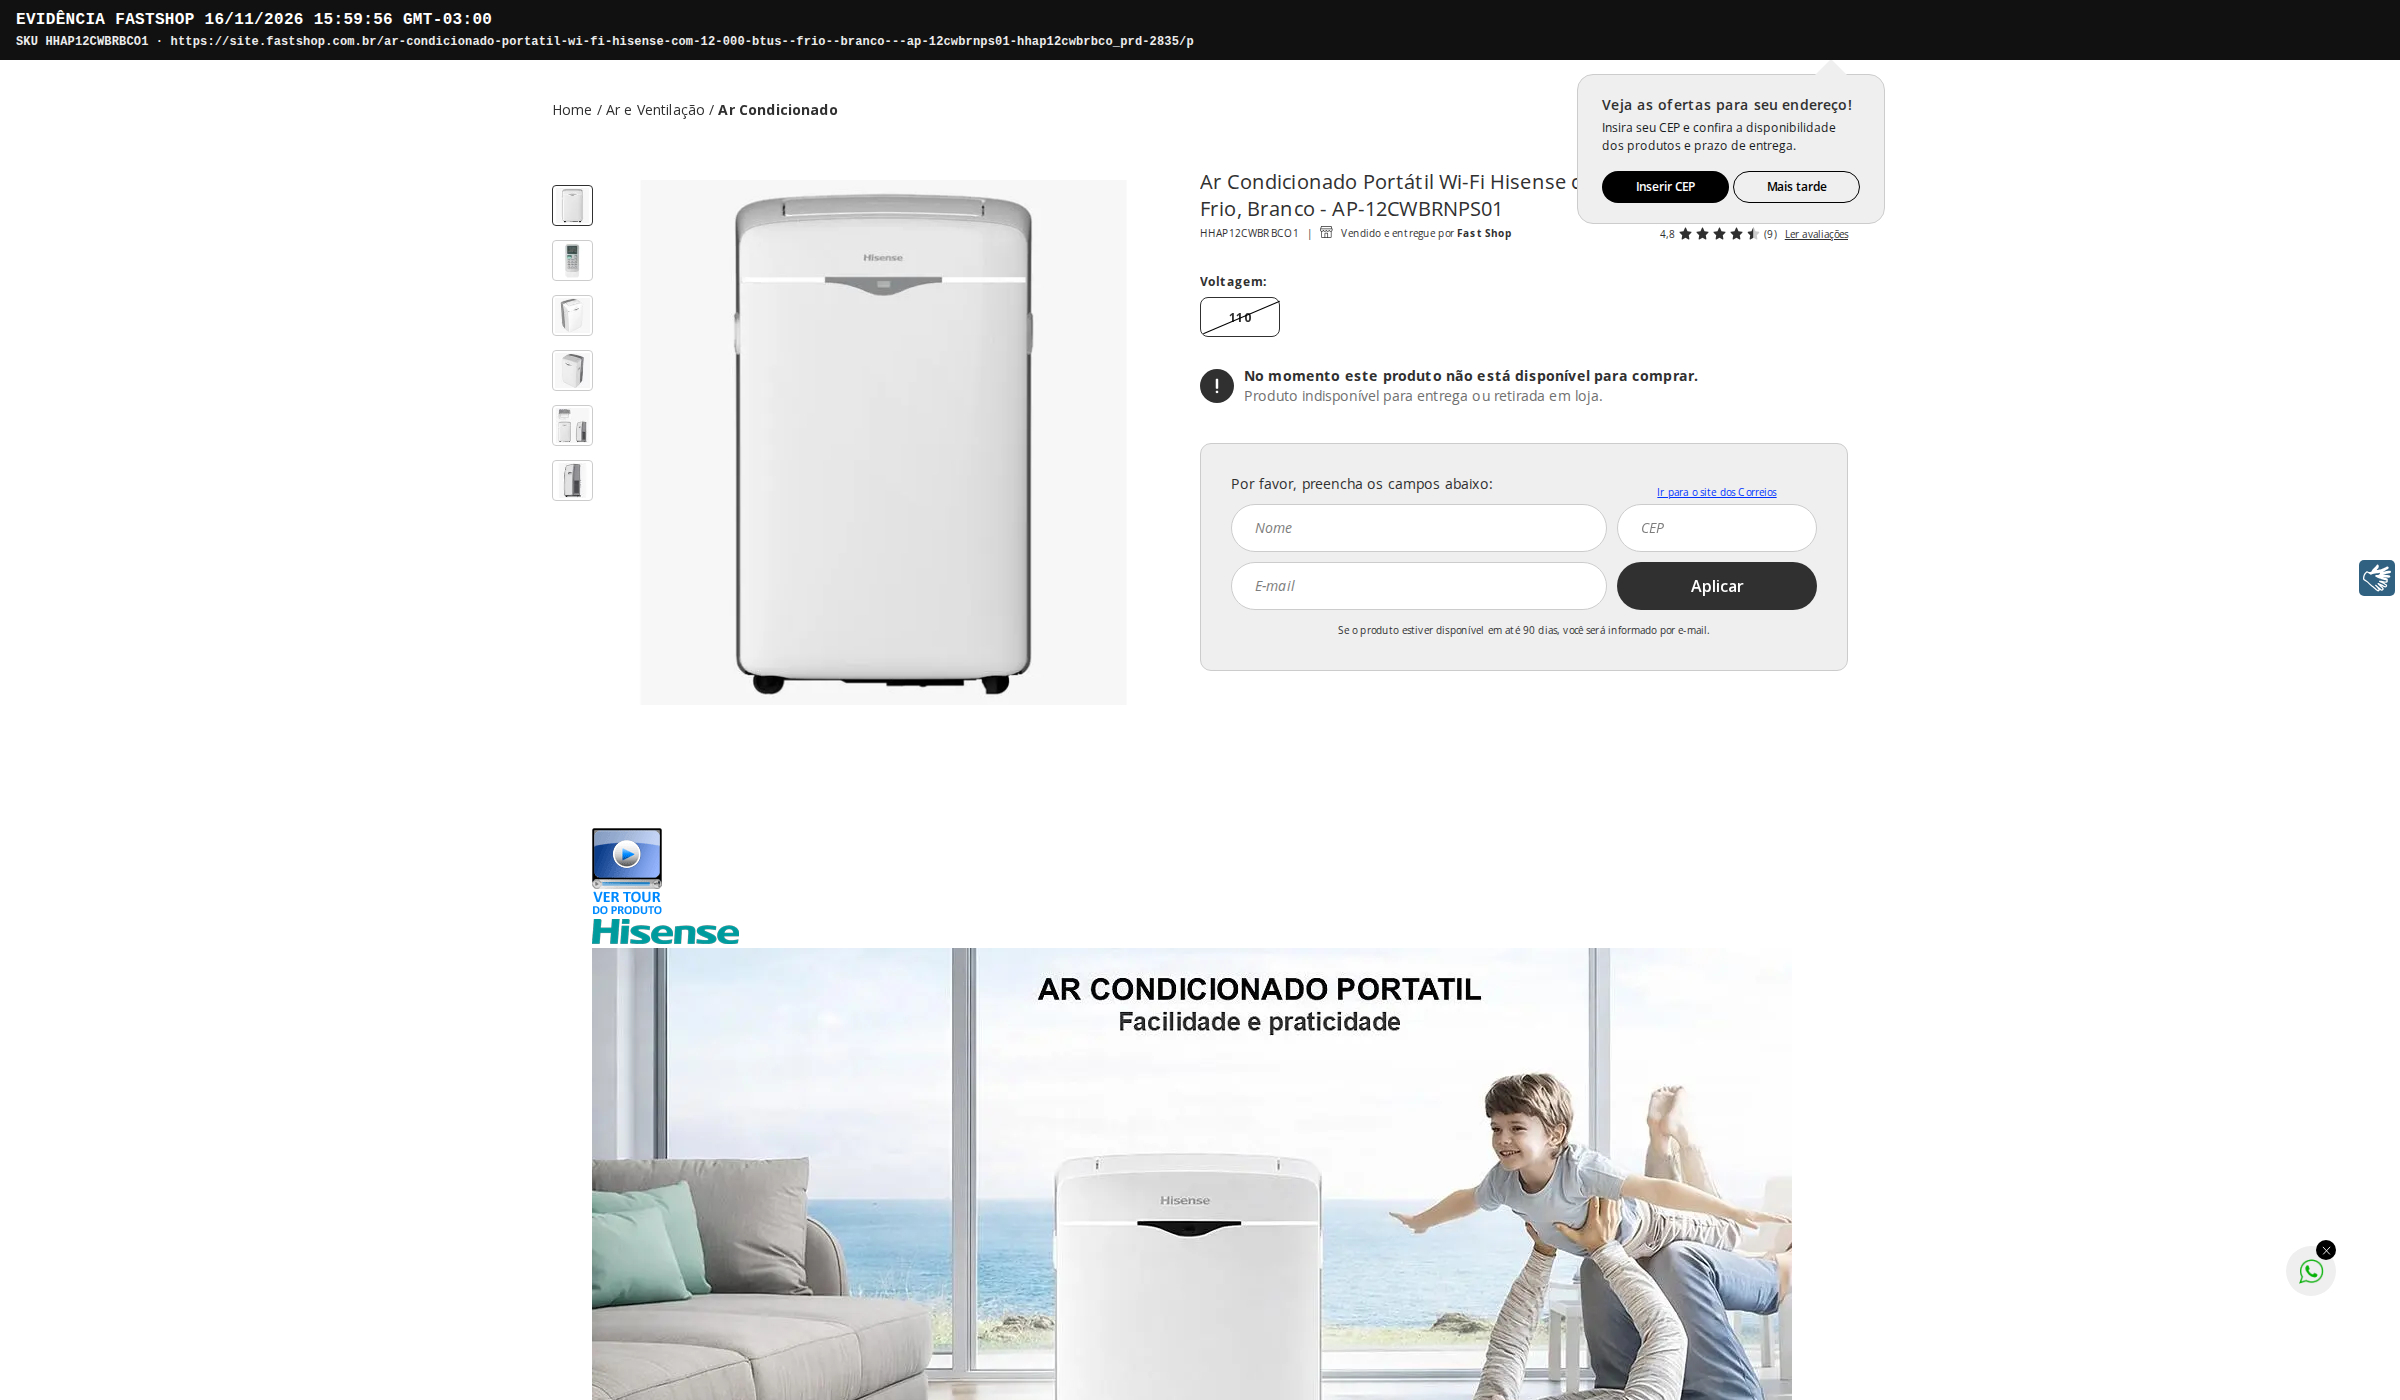 EVIDÊNCIA FASTSHOP 16/11/2026 15:59:56 GMT-03:00
SKU HHAP12CWBRBCO1 · https://site.fastshop.com.br/ar-condicionado-portatil-wi-fi-hisense-com-12-000-btus--frio--branco---ap-12cwbrnps01-hhap12cwbrbco_prd-2835/p
Home / Ar e Ventilação / Ar Condicionado
Veja as ofertas para seu endereço!
Insira seu CEP e confira a disponibilidade
dos produtos e prazo de entrega.
Inserir CEP
Mais tarde
Ar Condicionado Portátil Wi-Fi Hisense
Frio, Branco - AP-12CWBRNPS01
HHAP12CWBRBCO1 | Vendido e entregue por Fast Shop
4,8 (9) Ler avaliações
Voltagem:
110
No momento este produto não está disponível para comprar.
Produto indisponível para entrega ou retirada em loja.
Por favor, preencha os campos abaixo:
Ir para o site dos Correios
Nome
CEP
E-mail
Aplicar
Se o produto estiver disponível em até 90 dias, você será informado por e-mail.
Hisense
VER TOUR
DO PRODUTO
Hisense
AR CONDICIONADO PORTATIL
Facilidade e praticidade
Hisense